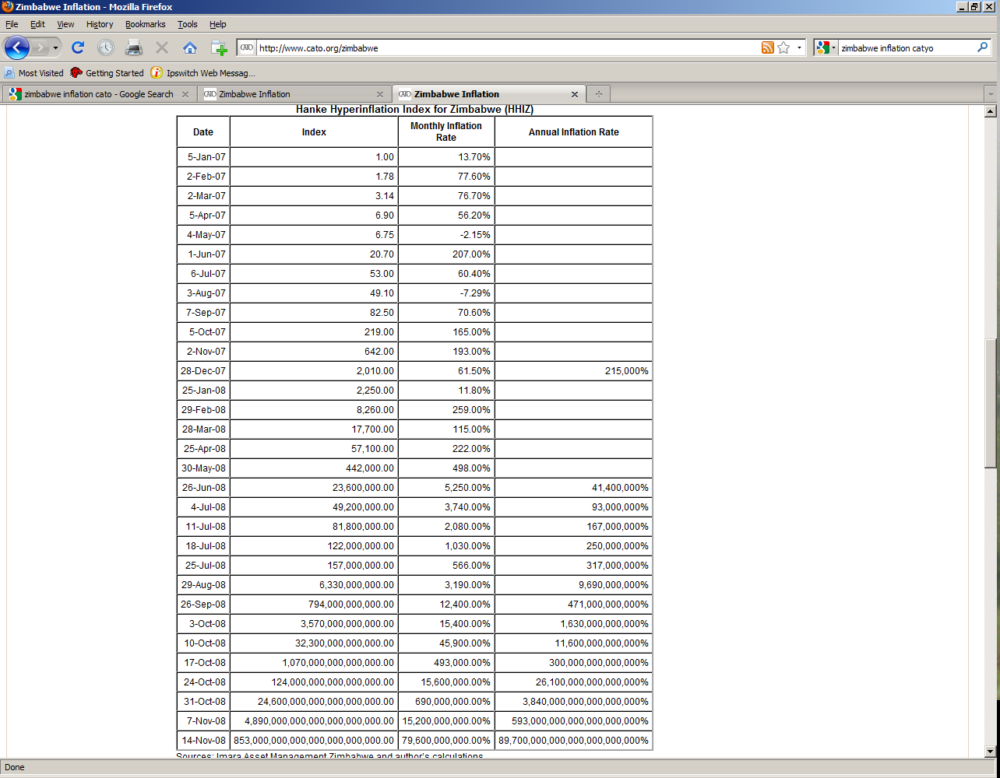 Zimbabwe Inflation - Mozilla Firefox
File Edit View History Bookmarks Tools Help
CATO http://www.cato.org/zimbabwe zimbabwe inflation catyo
Most Visited Getting Started Ipswitch Web Messag...
zimbabwe inflation cato - Google Search CATO Zimbabwe Inflation CATO Zimbabwe Inflation
Hanke Hyperinflation Index for Zimbabwe (HHIZ)
Date Index Monthly Inflation Rate Annual Inflation Rate
5-Jan-07 1.00 13.70%
2-Feb-07 1.78 77.60%
2-Mar-07 3.14 76.70%
5-Apr-07 6.90 56.20%
4-May-07 6.75 -2.15%
1-Jun-07 20.70 207.00%
6-Jul-07 53.00 60.40%
3-Aug-07 49.10 -7.29%
7-Sep-07 82.50 70.60%
5-Oct-07 219.00 165.00%
2-Nov-07 642.00 193.00%
28-Dec-07 2,010.00 61.50% 215,000%
25-Jan-08 2,250.00 11.80%
29-Feb-08 8,260.00 259.00%
28-Mar-08 17,700.00 115.00%
25-Apr-08 57,100.00 222.00%
30-May-08 442,000.00 498.00%
26-Jun-08 23,600,000.00 5,250.00% 41,400,000%
4-Jul-08 49,200,000.00 3,740.00% 93,000,000%
11-Jul-08 81,800,000.00 2,080.00% 167,000,000%
18-Jul-08 122,000,000.00 1,030.00% 250,000,000%
25-Jul-08 157,000,000.00 566.00% 317,000,000%
29-Aug-08 6,330,000,000.00 3,190.00% 9,690,000,000%
26-Sep-08 794,000,000,000.00 12,400.00% 471,000,000,000%
3-Oct-08 3,570,000,000,000.00 15,400.00% 1,630,000,000,000%
10-Oct-08 32,300,000,000,000.00 45,900.00% 11,600,000,000,000%
17-Oct-08 1,070,000,000,000,000.00 493,000.00% 300,000,000,000,000%
24-Oct-08 124,000,000,000,000,000.00 15,600,000.00% 26,100,000,000,000,000%
31-Oct-08 24,600,000,000,000,000,000.00 690,000,000.00% 3,840,000,000,000,000,000%
7-Nov-08 4,890,000,000,000,000,000,000.00 15,200,000,000.00% 593,000,000,000,000,000,000%
14-Nov-08 853,000,000,000,000,000,000,000.00 79,600,000,000.00% 89,700,000,000,000,000,000,000%
Sources: Imara Asset Management Zimbabwe and author's calculations
Done